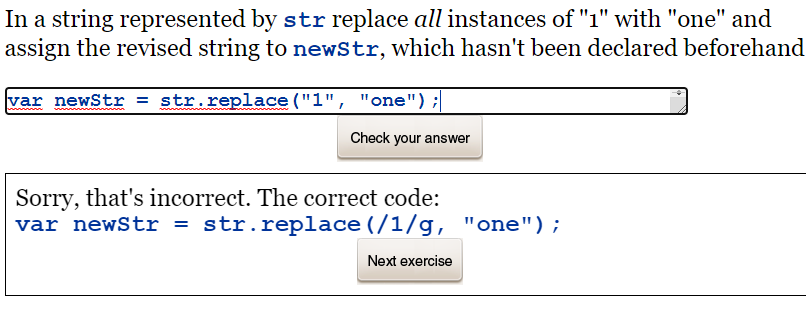 In a string represented by str replace all instances of "1" with "one" and
assign the revised string to newStr, which hasn't been declared beforehand
var newStr = str.replace("1", "one");
Check your answer
Sorry, that's incorrect. The correct code:
var newStr = str.replace(/1/g, "one");
Next exercise